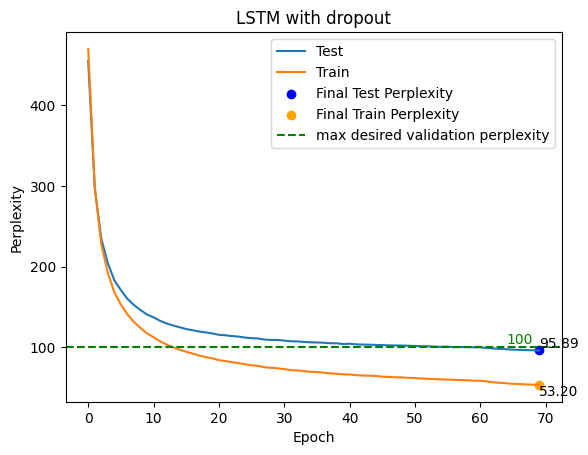 LSTM with dropout
Test
Train
Final Test Perplexity
Final Train Perplexity
max desired validation perplexity
Perplexity
400
300
200
100
100
95.89
53.20
0 10 20 30 40 50 60 70
Epoch